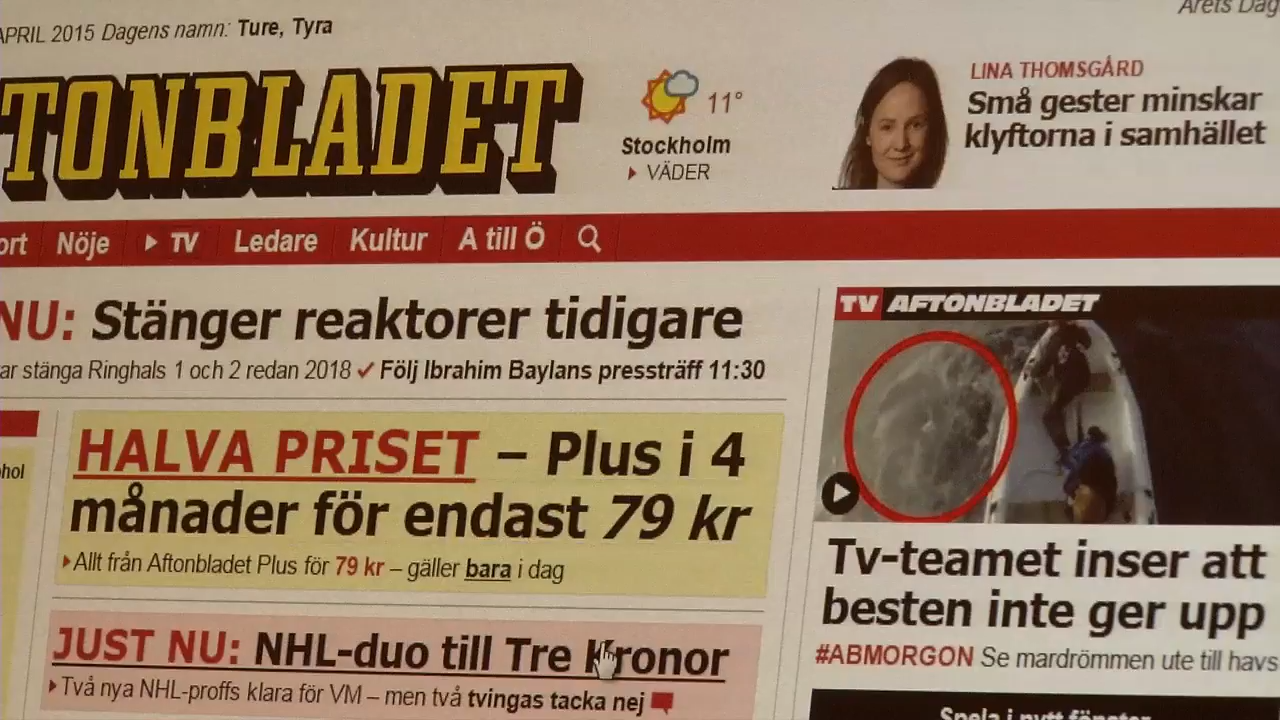 APRIL 2015 Dagens namn: Ture, Tyra
TONBLADET
11°
Stockholm
VÄDER
LINA THOMSGÅRD
Små gester minskar
klyftorna i samhället
ort Nöje TV Ledare Kultur A till Ö
NU: Stänger reaktorer tidigare
ar stänga Ringhals 1 och 2 redan 2018 ✓ Följ Ibrahim Baylans pressträff 11:30
hol
HALVA PRISET – Plus i 4
månader för endast 79 kr
Allt från Aftonbladet Plus för 79 kr – gäller bara i dag
JUST NU: NHL-duo till Tre Kronor
Två nya NHL-proffs klara för VM – men två tvingas tacka nej
TV AFTONBLADET
Tv-teamet inser att
besten inte ger upp
#ABMORGON Se mardrömmen ute till havs